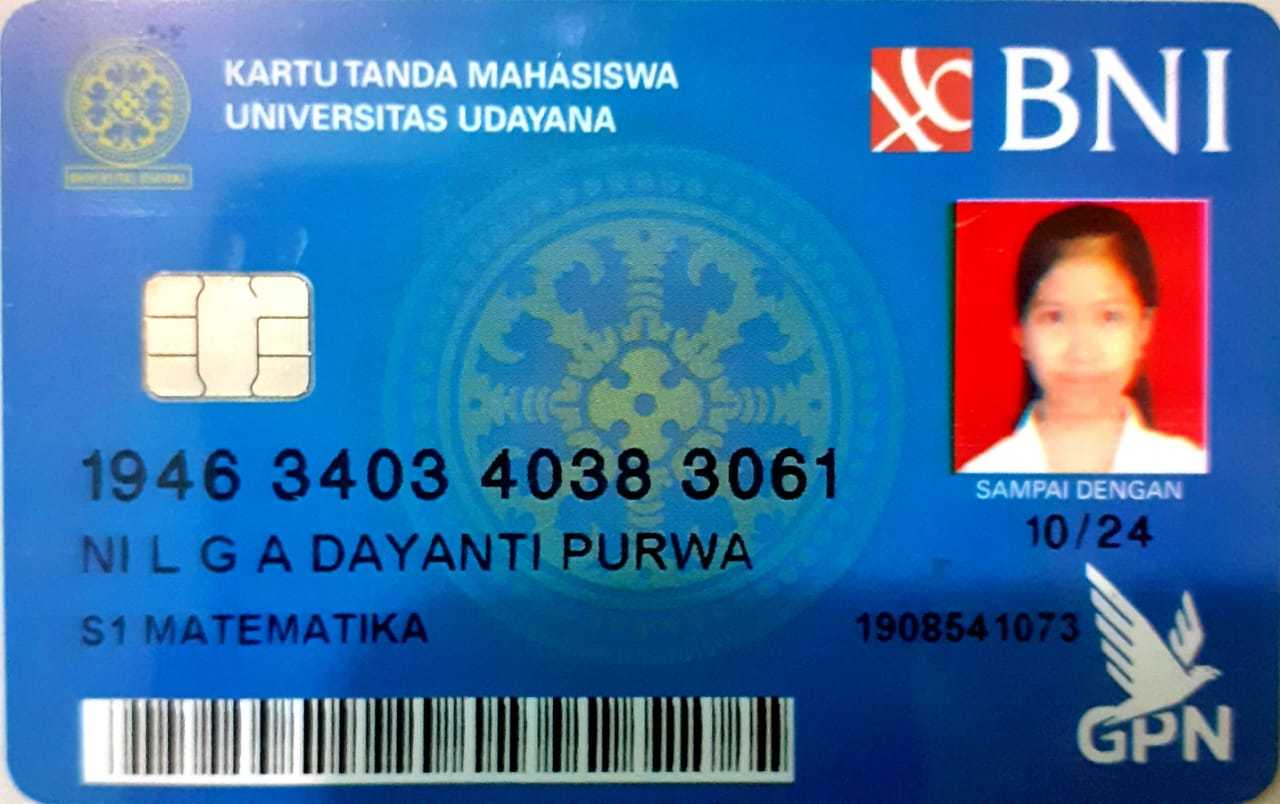 KARTU TANDA MAHASISWA
UNIVERSITAS UDAYANA
BNI
1946 3403 4038 3061
SAMPAI DENGAN
10/24
NI L G A DAYANTI PURWA
S1 MATEMATIKA
1908541073
GPN